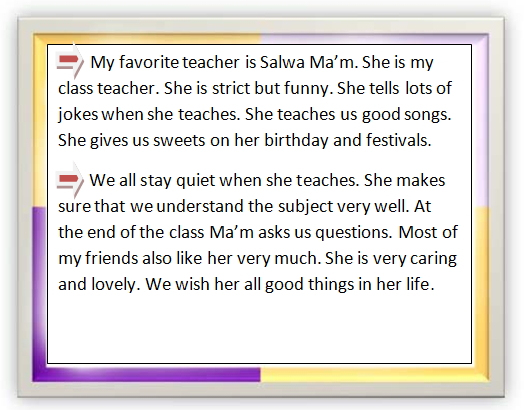 My favorite teacher is Salwa Ma’m. She is my
class teacher. She is strict but funny. She tells lots of
jokes when she teaches. She teaches us good songs.
She gives us sweets on her birthday and festivals.
We all stay quiet when she teaches. She makes
sure that we understand the subject very well. At
the end of the class Ma’m asks us questions. Most of
my friends also like her very much. She is very caring
and lovely. We wish her all good things in her life.